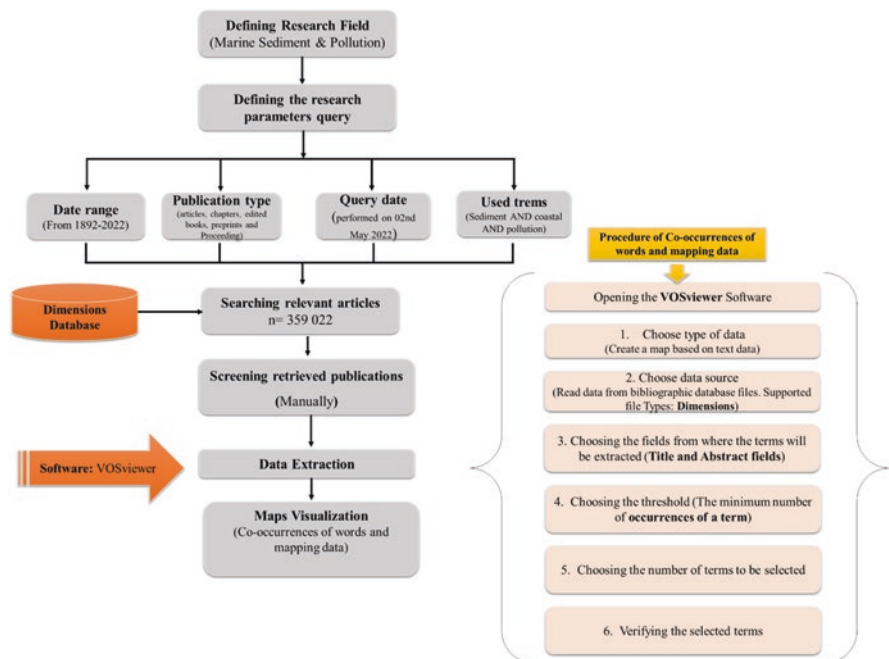 Defining Research Field
(Marine Sediment & Pollution)
Defining the research
parameters query
Date range
(From 1892-2022)
Publication type
(articles, chapters, edited
books, preprints and
Proceeding)
Query date
(performed on 02nd
May 2022)
Used trems
(Sediment AND coastal
AND pollution)
Dimensions
Database
Searching relevant articles
n= 359 022
Screening retrieved publications
(Manually)
Software: VOSviewer
Data Extraction
Maps Visualization
(Co-occurrences of words and
mapping data)
Procedure of Co-occurrences of
words and mapping data
Opening the VOSviewer Software
1. Choose type of data
(Create a map based on text data)
2. Choose data source
(Read data from bibliographic database files. Supported
file Types: Dimensions)
3. Choosing the fields from where the terms will
be extracted (Title and Abstract fields)
4. Choosing the threshold (The minimum number
of occurrences of a term)
5. Choosing the number of terms to be selected
6. Verifying the selected terms